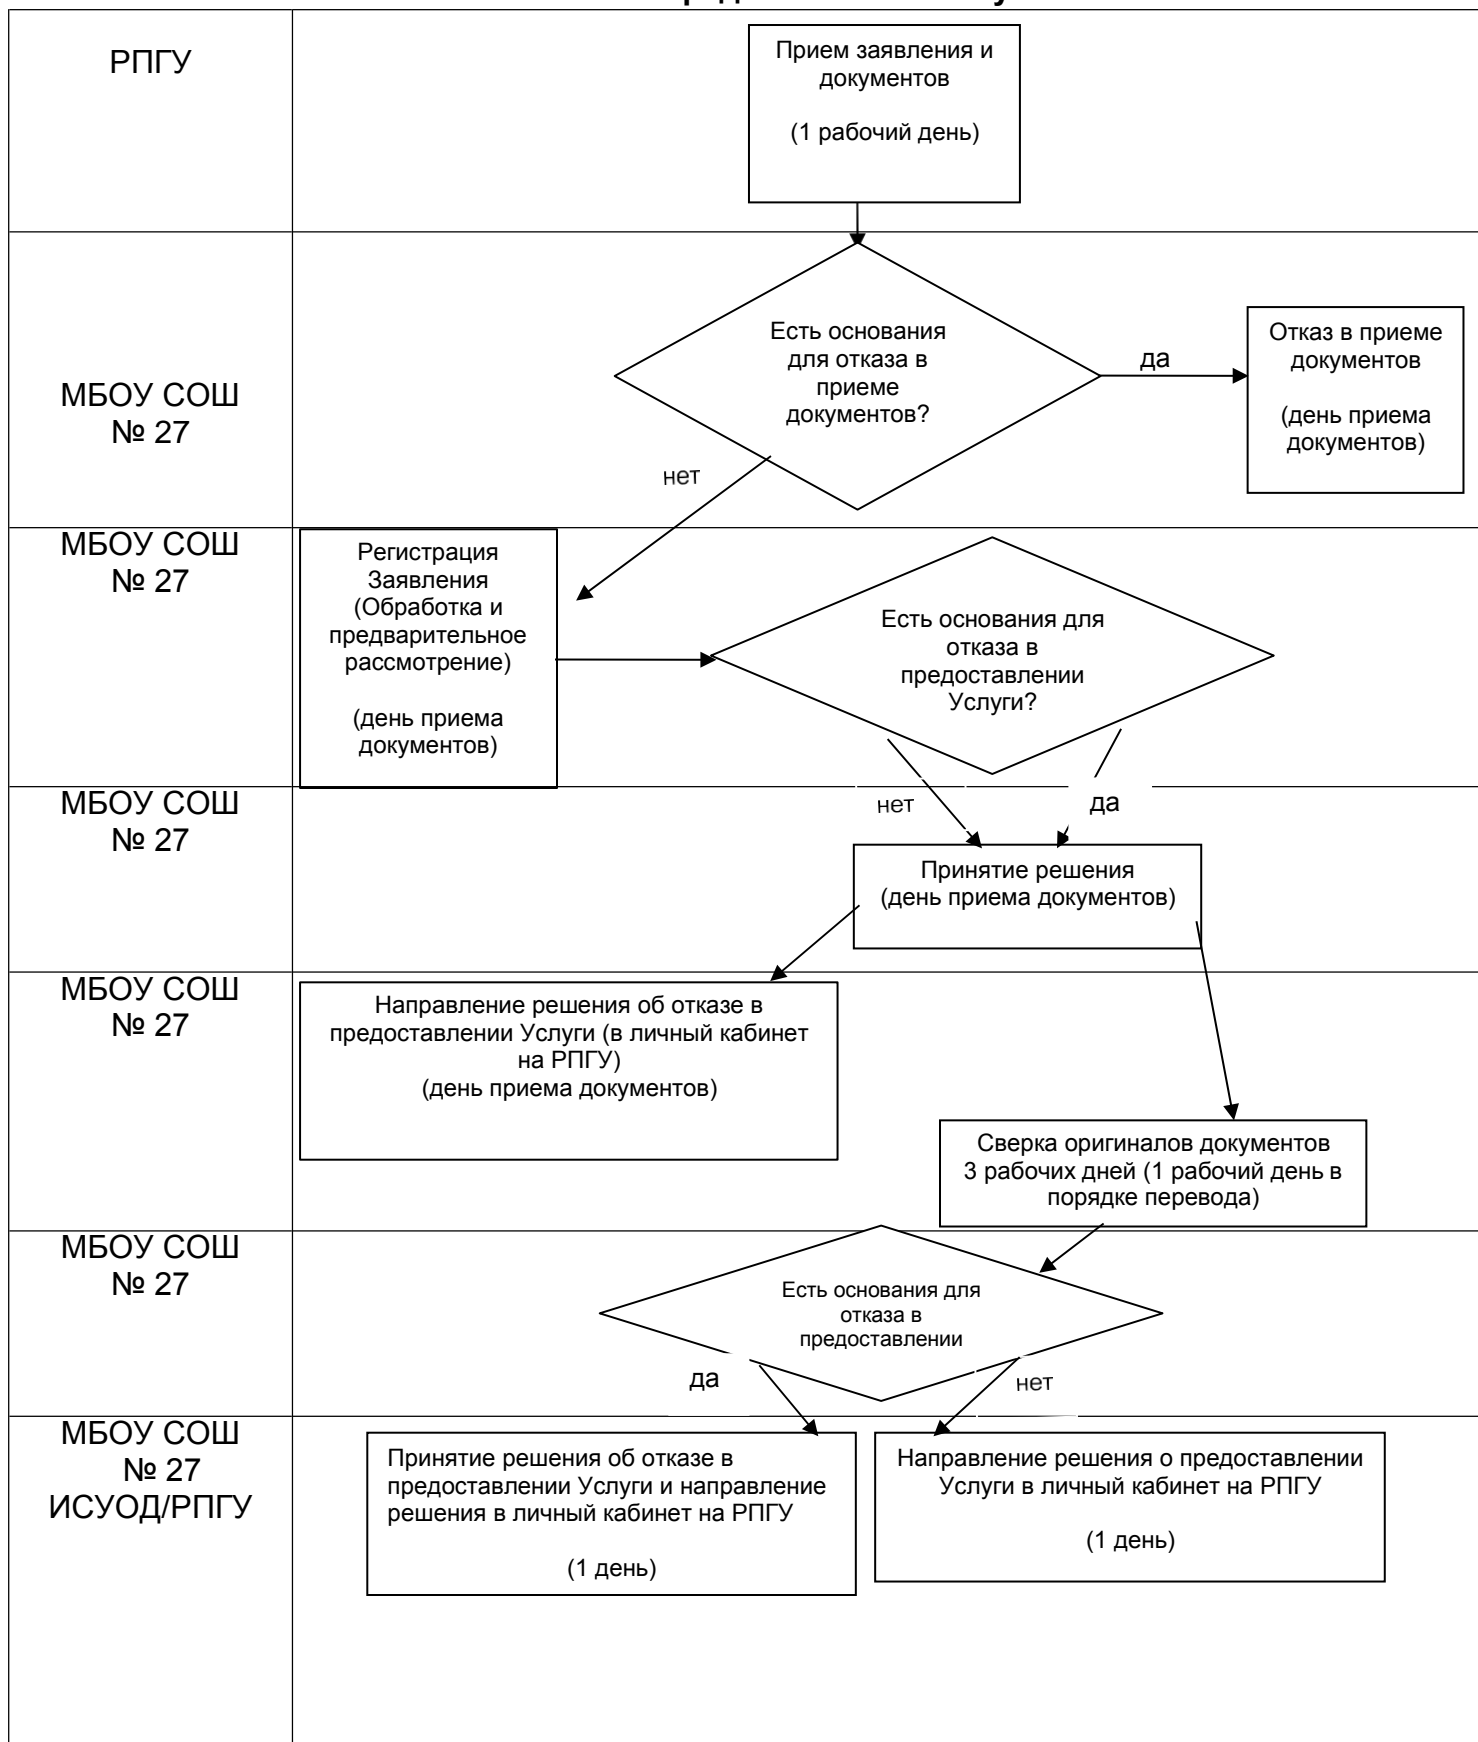 РПГУ
Прием заявления и
документов
(1 рабочий день)
МБОУ СОШ
№ 27
Есть основания
для отказа в
приеме
документов?
да
Отказ в приеме
документов
(день приема
документов)
нет
МБОУ СОШ
№ 27
Регистрация
Заявления
(Обработка и
предварительное
рассмотрение)
(день приема
документов)
Есть основания для
отказа в
предоставлении
Услуги?
МБОУ СОШ
№ 27
нет
да
Принятие решения
(день приема документов)
МБОУ СОШ
№ 27
Направление решения об отказе в
предоставлении Услуги (в личный кабинет
на РПГУ)
(день приема документов)
Сверка оригиналов документов
3 рабочих дней (1 рабочий день в
порядке перевода)
МБОУ СОШ
№ 27
Есть основания для
отказа в
предоставлении
да
нет
МБОУ СОШ
№ 27
ИСУОД/РПГУ
Принятие решения об отказе в
предоставлении Услуги и направление
решения в личный кабинет на РПГУ
(1 день)
Направление решения о предоставлении
Услуги в личный кабинет на РПГУ
(1 день)